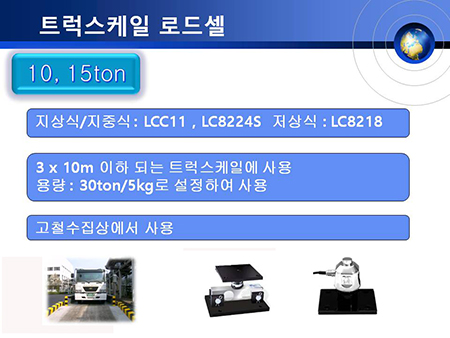 트럭스케일 로드셀
10, 15ton
지상식/지중식 : LCC11 , LC8224S 저상식 : LC8218
3 x 10m 이하 되는 트럭스케일에 사용
용량 : 30ton/5kg로 설정하여 사용
고철수집상에서 사용